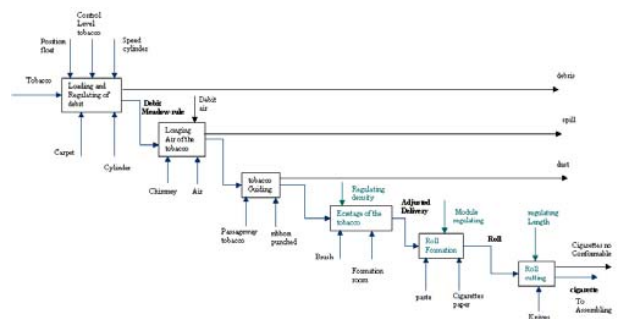 Control
Level
tobacco
Position
float
Speed
cylinder
Tobacco
Loading and
Regulating of
debit
debris
Debit
Meadow rule
Debit
air
Longing
Air of the
tobacco
spill
Carpet
Cylinder
Chimney
Air
tobacco
Guiding
dust
Regulating
density
Passageway
tobacco
ribbon
punched
Ecretage of the
tobacco
Adjusted
Delivery
Module
regulating
Brush
Formation
room
Roll
Formation
Roll
regulating
Length
Cigarettes no
Conformable
paste
Cigarettes
paper
Roll
cutting
cigarette
To
Assembling